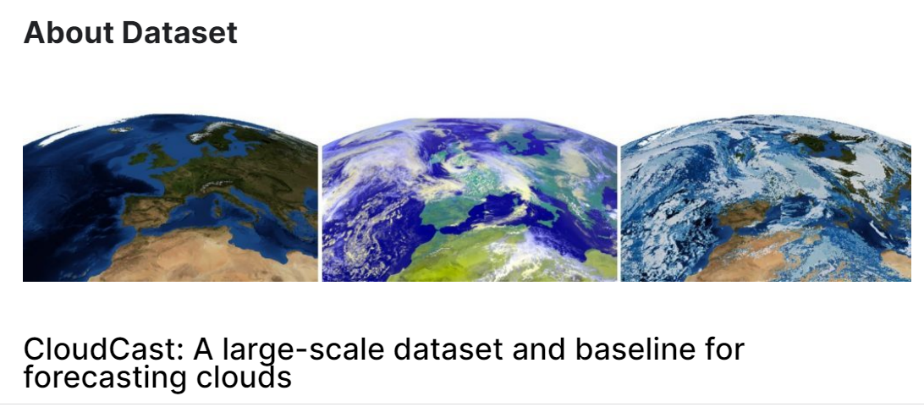 About Dataset
CloudCast: A large-scale dataset and baseline for
forecasting clouds